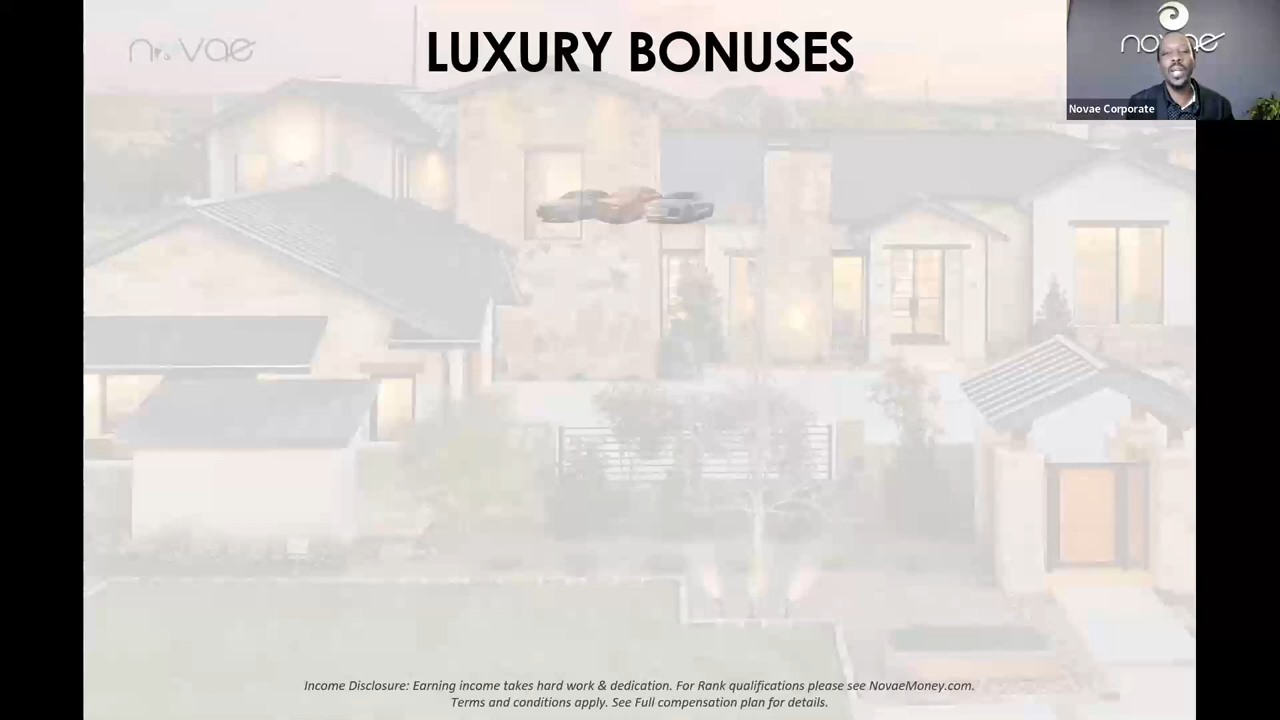 novae
LUXURY BONUSES
novae
Novae Corporate
Income Disclosure: Earning income takes hard work & dedication. For Rank qualifications please see NovaeMoney.com.
Terms and conditions apply. See Full compensation plan for details.